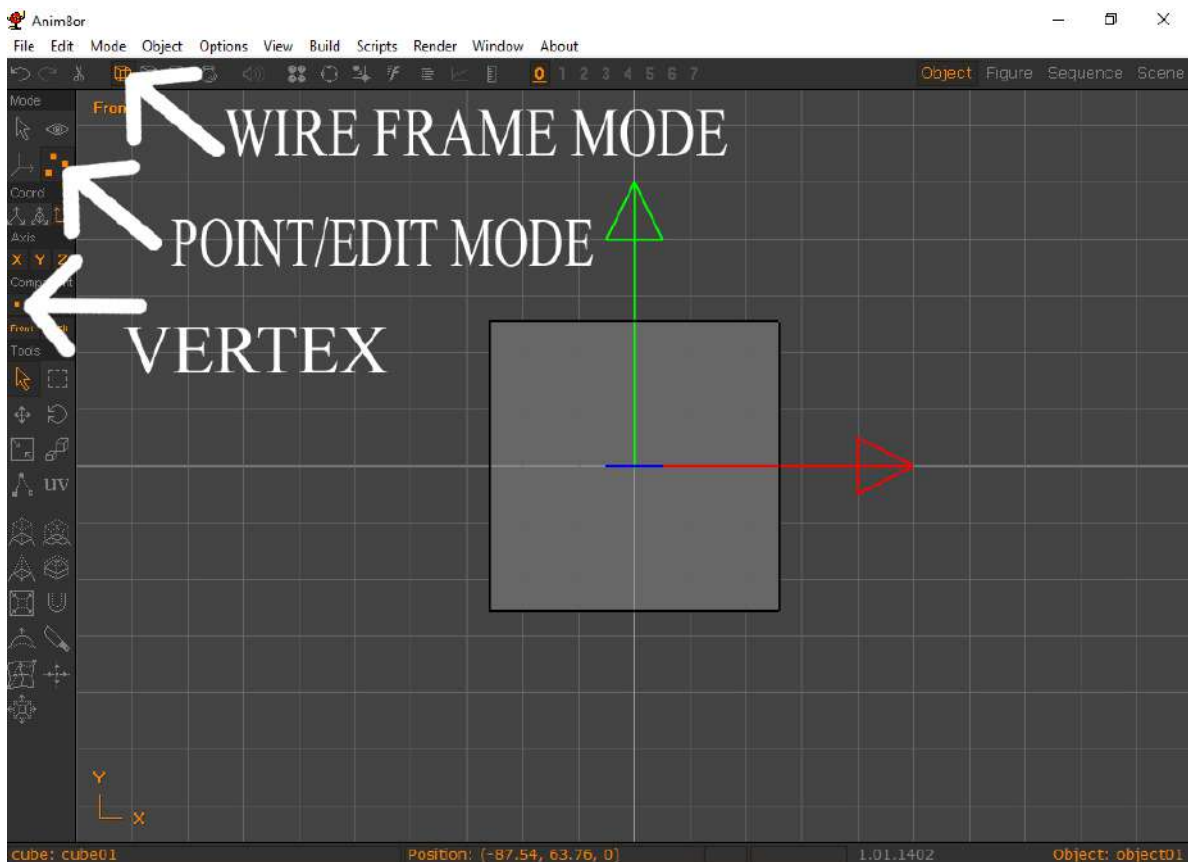 Anim8or
File Edit Mode Object Options View Build Scripts Render Window About
0 1 2 3 4 5 6 7
Object Figure Sequence Scene
Mode
WIRE FRAME MODE
Coord
POINT/EDIT MODE
Axis
X Y Z
VERTEX
Front
Tools
UV
Y
X
cube: cube01
Position: (-87.54, 63.76, 0)
1.01.1402
Object: object01